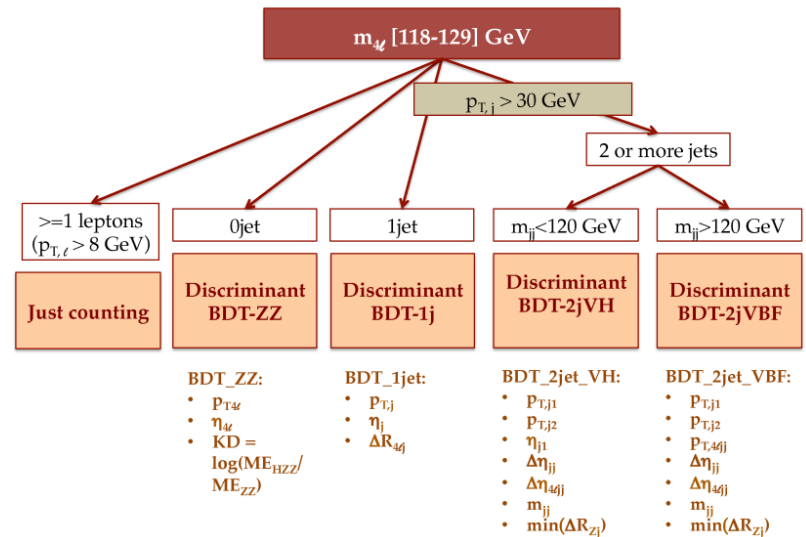 m4ℓ [118-129] GeV
pT, j > 30 GeV
2 or more jets
>=1 leptons
(pT, ℓ > 8 GeV)
0jet
1jet
mjj<120 GeV
mjj>120 GeV
Just counting
Discriminant
BDT-ZZ
Discriminant
BDT-1j
Discriminant
BDT-2jVH
Discriminant
BDT-2jVBF
BDT_ZZ:
• pT4ℓ
• η4ℓ
• KD =
log(MEHZZ/
MEZZ)
BDT_1jet:
• pT,j
• ηj
• ΔR4ℓj
BDT_2jet_VH:
• pT,j1
• pT,j2
• ηj1
• Δηjj
• Δη4ℓjj
• mjj
• min(ΔRZj)
BDT_2jet_VBF:
• pT,j1
• pT,j2
• pT,4ℓjj
• Δηjj
• Δη4ℓjj
• mjj
• min(ΔRZj)